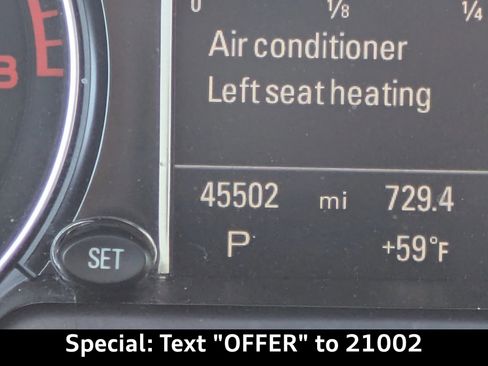 0 1/8 1/4
Air conditioner
Left seat heating
45502 mi 729.4
P +59°F
SET
Special: Text "OFFER" to 21002